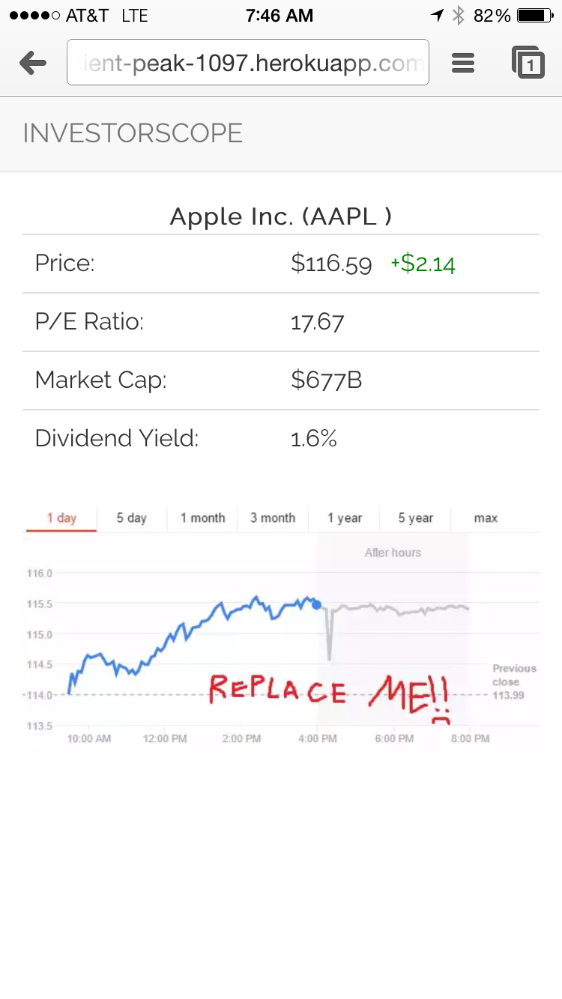 AT&T LTE 7:46 AM 82%
ient-peak-1097.herokuapp.com 1
INVESTORSCOPE
Apple Inc. (AAPL )
Price: $116.59 +$2.14
P/E Ratio: 17.67
Market Cap: $677B
Dividend Yield: 1.6%
1 day 5 day 1 month 3 month 1 year 5 year max
After hours
116.0
115.5
115.0
114.5
Previous
close
113.99
114.0
REPLACE ME!!
113.5
10:00 AM 12:00 PM 2:00 PM 4:00 PM 6:00 PM 8:00 PM